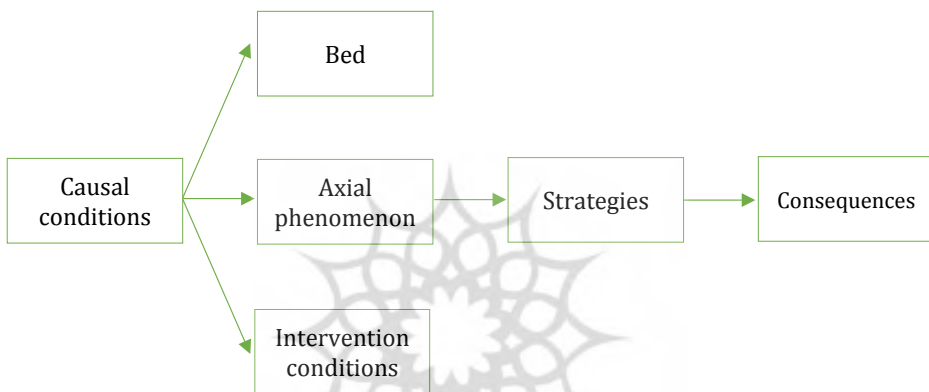 Bed
Causal
conditions
Axial
phenomenon
Strategies
Consequences
Intervention
conditions